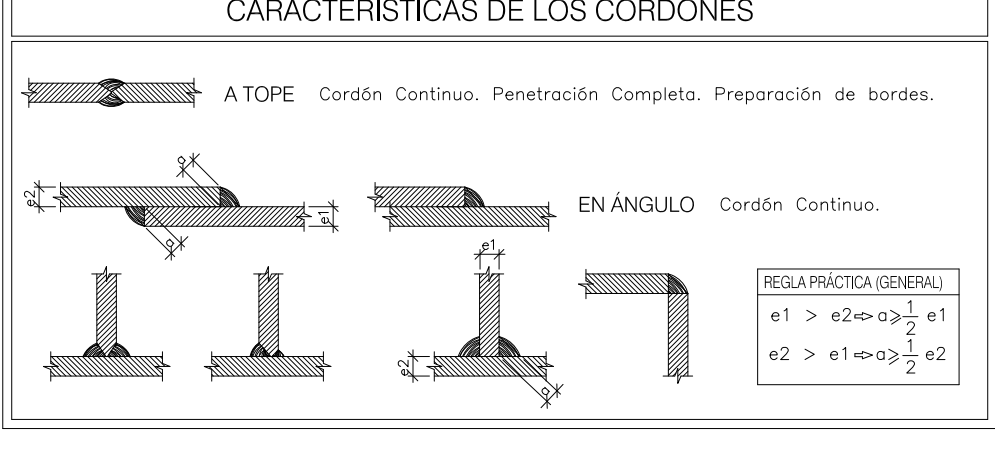 CARACTERÍSTICAS DE LOS CORDONES
A TOPE Cordón Continuo. Penetración Completa. Preparación de bordes.
a
e2
e1
a
EN ÁNGULO Cordón Continuo.
e1
e2
a
REGLA PRÁCTICA (GENERAL)
e1 > e2⇨a⩾1/2 e1
e2 > e1⇨a⩾1/2 e2